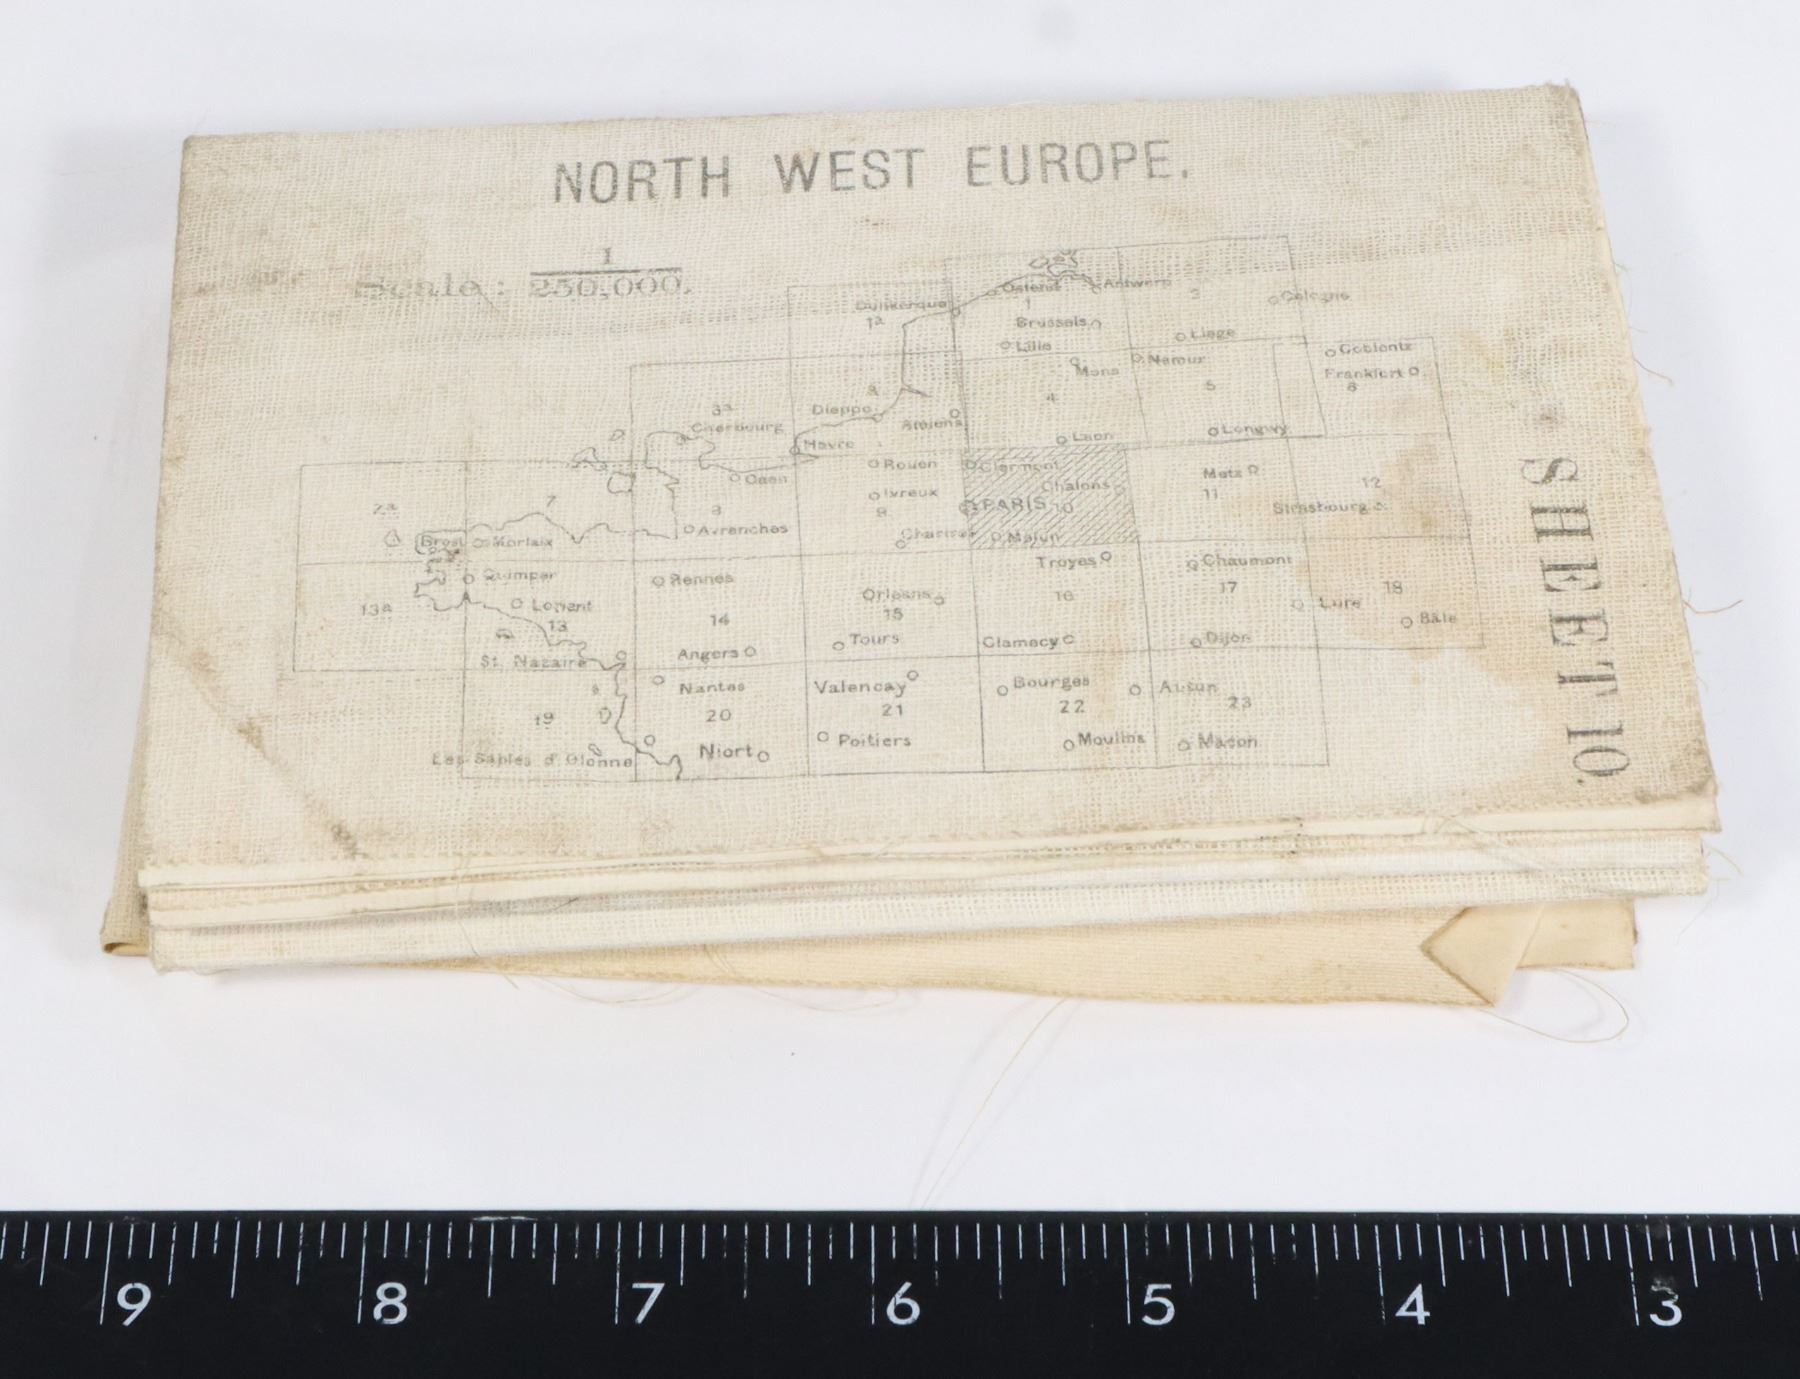 NORTH WEST EUROPE.
Scale: 1
250,000.
SHEET 10.
Dunkerque
1a
Ostend
1
Antwerp
Brussels
Lille
Cologne
Liege
Mons
Namur
4
5
Coblentz
Frankfort
6
3a
Cherbourg
Dieppe
Havre
Amiens
Laon
Longwy
Caen
Rouen
Clermont
Chalons
Metz
11
12
Strasbourg
7a
7
8
Avranches
Evreux
9
Chartres
PARIS 10
Melun
Brest
Morlaix
Quimper
Lorient
13a
13
St. Nazaire
Rennes
14
Angers
Orleans
15
Tours
Troyes
16
Clamecy
Chaumont
17
Dijon
Lure
18
Bâle
19
Les Sables d' Olonne
Nantes
20
Niort
Valencay
21
Poitiers
Bourges
22
Moulins
Autun
23
Macon
9 8 7 6 5 4 3